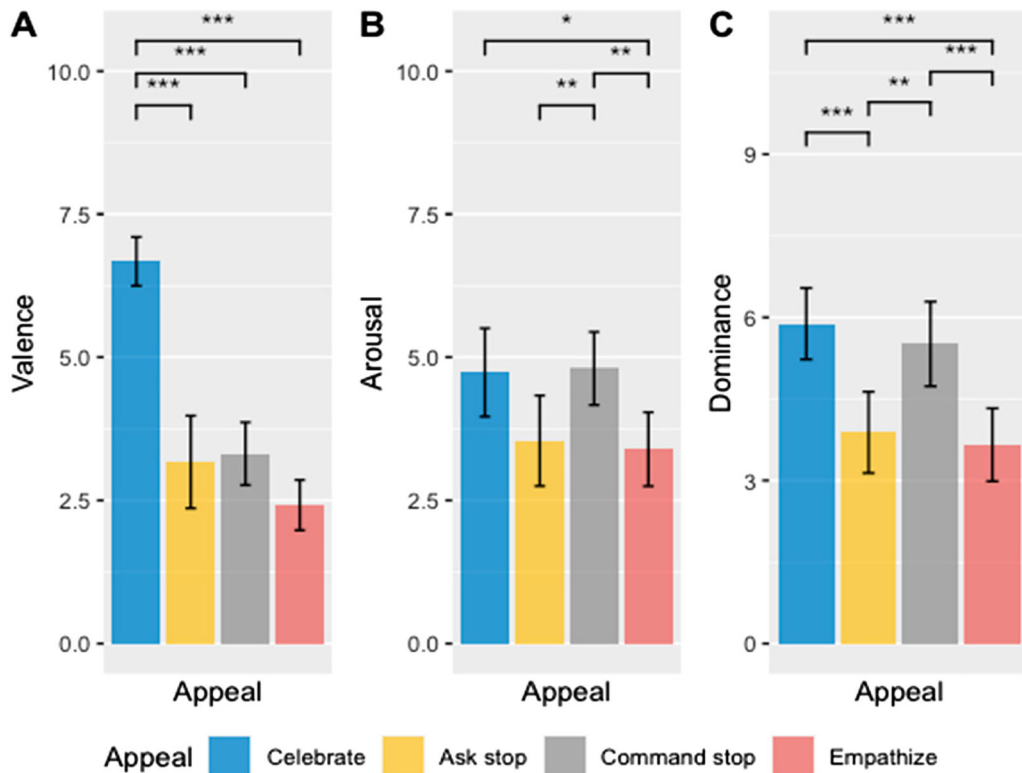 A
B
C
***
***
***
*
**
**
***
***
**
***
10.0
7.5
5.0
2.5
0.0
Valence
Appeal
10.0
7.5
5.0
2.5
0.0
Arousal
Appeal
9
6
3
0
Dominance
Appeal
Appeal Celebrate Ask stop Command stop Empathize